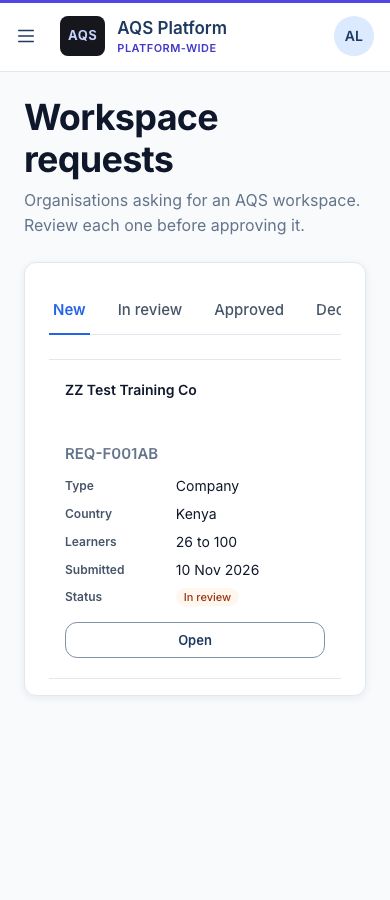 AQS
AQS Platform
PLATFORM-WIDE
AL
Workspace
requests
Organisations asking for an AQS workspace.
Review each one before approving it.
New In review Approved Dec
ZZ Test Training Co
REQ-F001AB
Type Company
Country Kenya
Learners 26 to 100
Submitted 10 Nov 2026
Status In review
Open